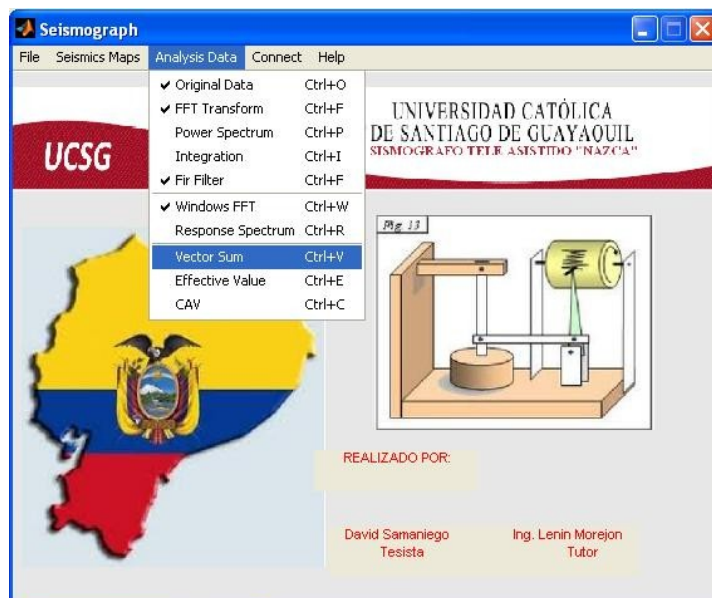 Seismograph
File Seismics Maps Analysis Data Connect Help
Original Data Ctrl+O
FFT Transform Ctrl+F
Power Spectrum Ctrl+P
Integration Ctrl+I
Fir Filter Ctrl+F
Windows FFT Ctrl+W
Response Spectrum Ctrl+R
Vector Sum Ctrl+V
Effective Value Ctrl+E
CAV Ctrl+C
UCSG
UNIVERSIDAD CATÓLICA
DE SANTIAGO DE GUAYAQUIL
SISMOGRAFO TELE ASISTIDO "NAZCA"
Fig. 13
REALIZADO POR:
David Samaniego
Tesista
Ing. Lenin Morejon
Tutor